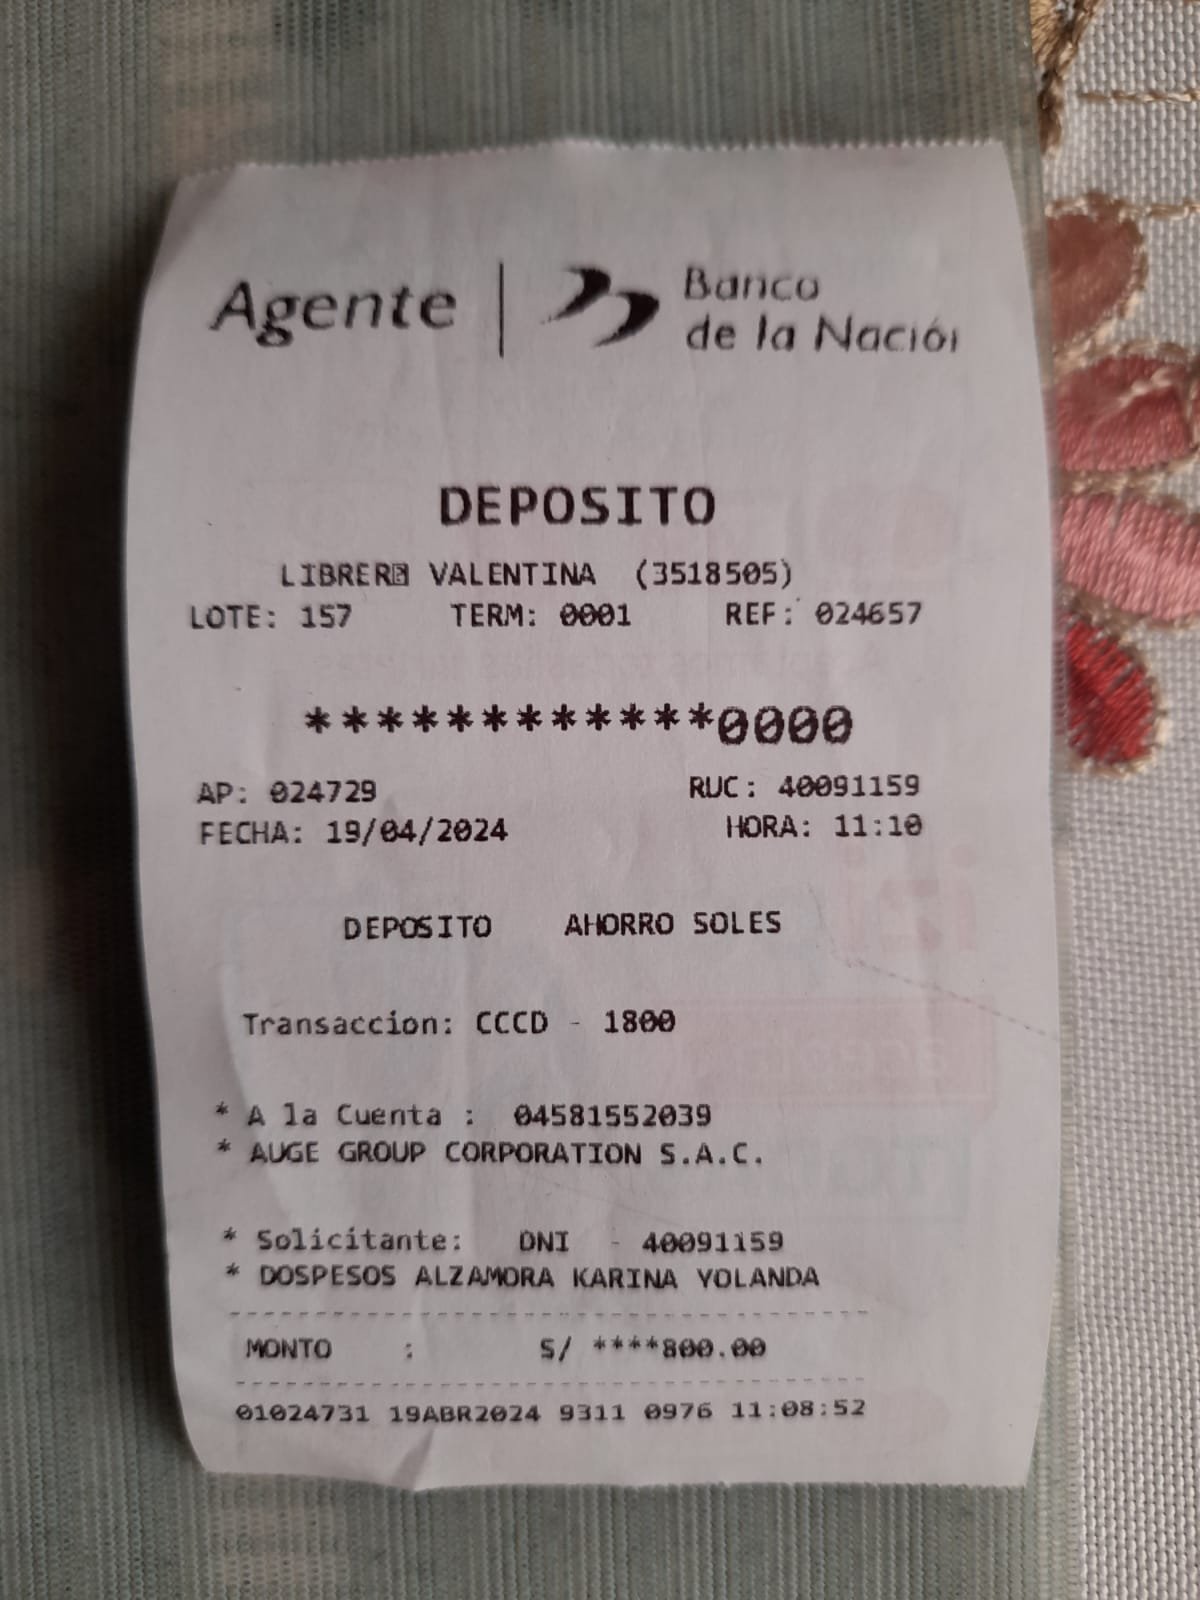 Agente | Banco
de la Nación
DEPOSITO
LIBRER VALENTINA (3518505)
LOTE: 157 TERM: 0001 REF: 024657
************0000
AP: 024729 RUC: 40091159
FECHA: 19/04/2024 HORA: 11:10
DEPOSITO AHORRO SOLES
Transaccion: CCCD - 1800
* A la Cuenta : 04581552039
* AUGE GROUP CORPORATION S.A.C.
* Solicitante: DNI - 40091159
* DOSPESOS ALZAMORA KARINA YOLANDA
MONTO : S/ ****800.00
01024731 19ABR2024 9311 0976 11:08:52